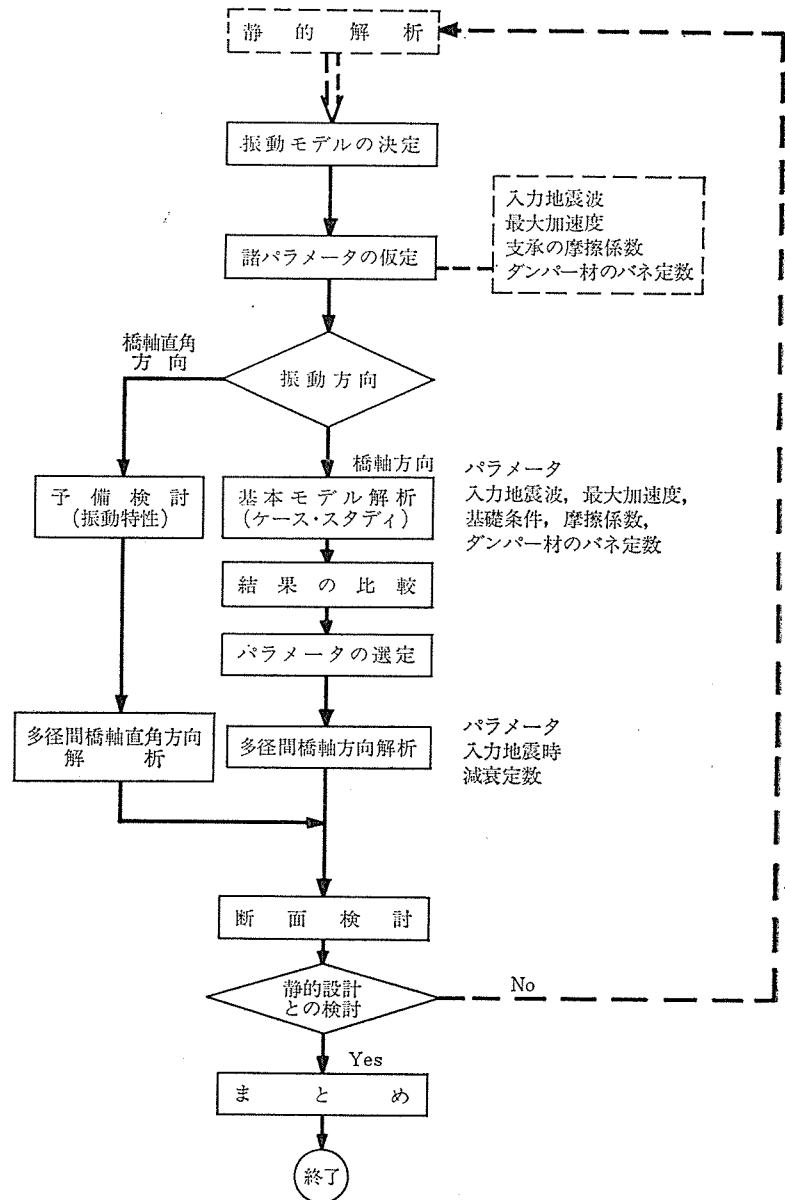 静的解析
振動モデルの決定
諸パラメータの仮定
入力地震波
最大加速度
支承の摩擦係数
ダンパー材のバネ定数
振動方向
橋軸直角
方向
橋軸方向
予備検討
(振動特性)
基本モデル解析
(ケース・スタディ)
パラメータ
入力地震波,最大加速度,
基礎条件,摩擦係数,
ダンパー材のバネ定数
結果の比較
パラメータの選定
多径間橋軸直角方向
解析
多径間橋軸方向解析
パラメータ
入力地震時
減衰定数
断面検討
静的設計
との検討
No
Yes
まとめ
終了